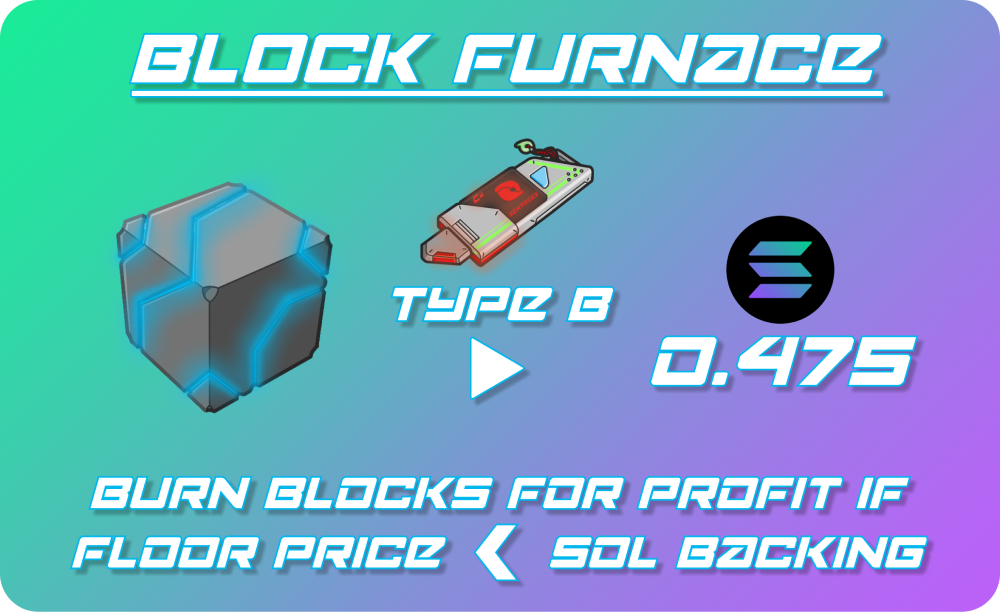 BLOCK FURNACE
TYPE B
0.475
BURN BLOCKS FOR PROFIT IF
FLOOR PRICE < SOL BACKING